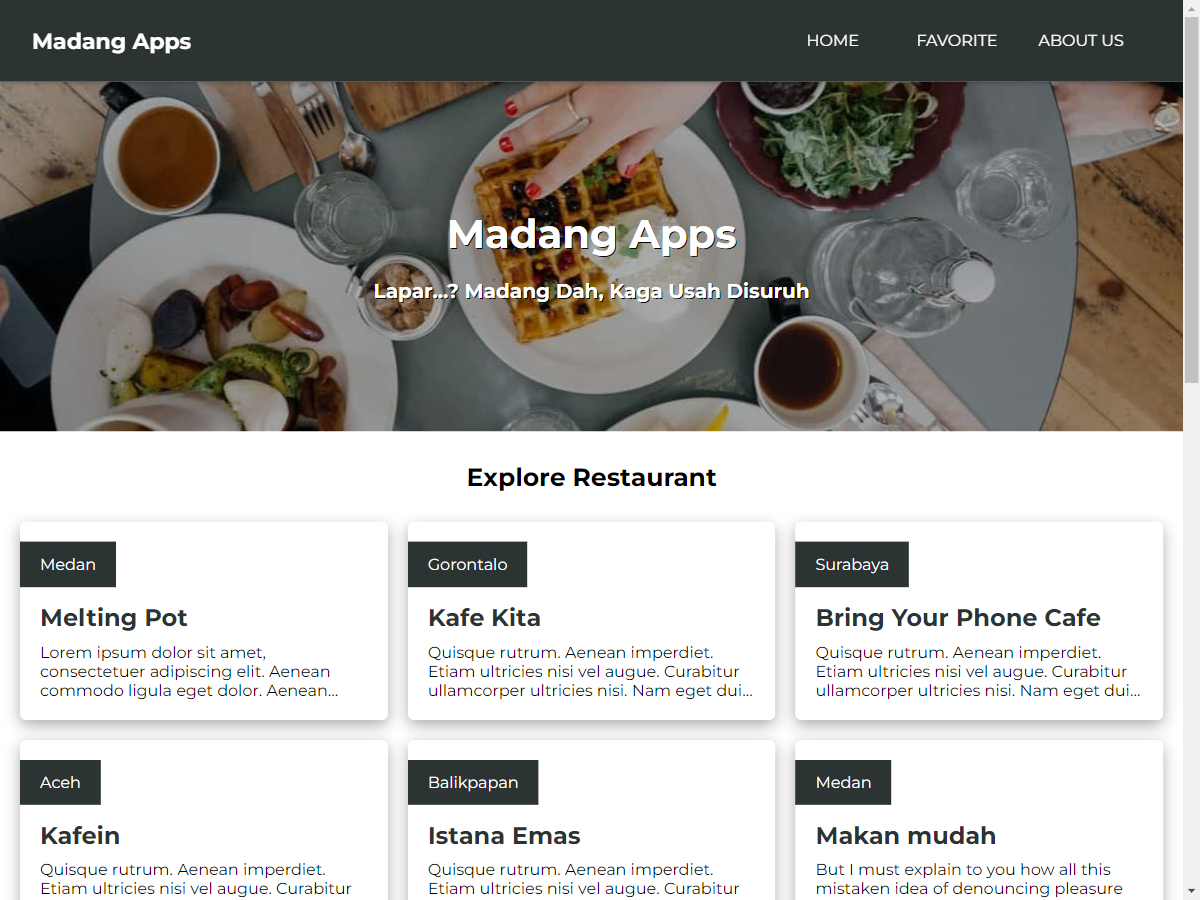 Madang Apps
HOME FAVORITE ABOUT US
Madang Apps
Lapar...? Madang Dah, Kaga Usah Disuruh
Explore Restaurant
Medan
Melting Pot
Lorem ipsum dolor sit amet,
consectetuer adipiscing elit. Aenean
commodo ligula eget dolor. Aenean...
Gorontalo
Kafe Kita
Quisque rutrum. Aenean imperdiet.
Etiam ultricies nisi vel augue. Curabitur
ullamcorper ultricies nisi. Nam eget dui...
Surabaya
Bring Your Phone Cafe
Quisque rutrum. Aenean imperdiet.
Etiam ultricies nisi vel augue. Curabitur
ullamcorper ultricies nisi. Nam eget dui...
Aceh
Kafein
Quisque rutrum. Aenean imperdiet.
Etiam ultricies nisi vel augue. Curabitur
Balikpapan
Istana Emas
Quisque rutrum. Aenean imperdiet.
Etiam ultricies nisi vel augue. Curabitur
Medan
Makan mudah
But I must explain to you how all this
mistaken idea of denouncing pleasure